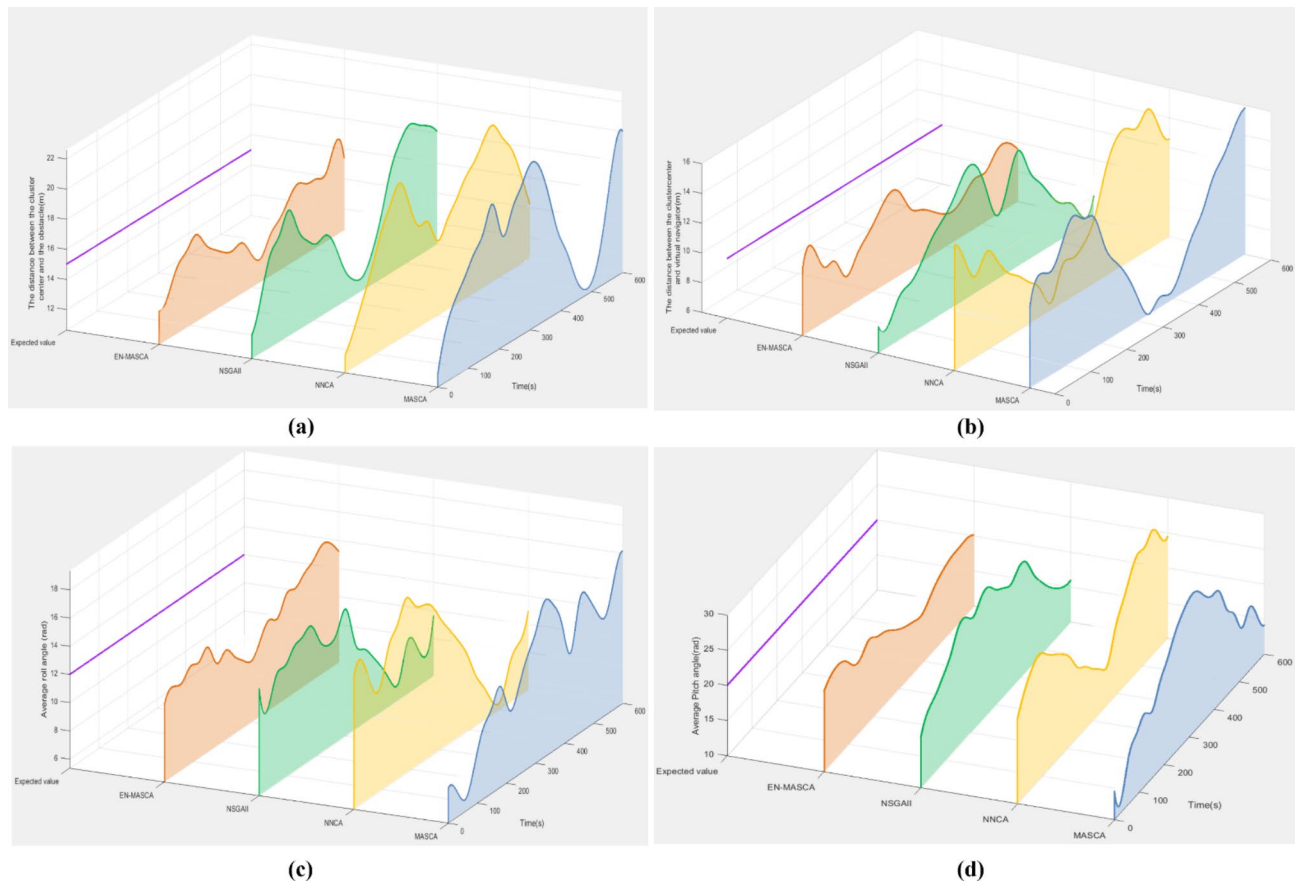 The distance between the cluster
center and the obstacle(m)
22
20
18
16
14
12
Expected value
EN-MASCA
NSGAII
NNCA
MASCA
0
100
200
300
400
500
600
Time(s)
(a)
The distance between the clustercenter
and virtual navigator(m)
16
14
12
10
8
6
Expected value
EN-MASCA
NSGAII
NNCA
MASCA
0
100
200
300
400
500
600
Time(s)
(b)
Average roll angle (rad)
18
16
14
12
10
8
6
Expected value
EN-MASCA
NSGAII
NNCA
MASCA
0
100
200
300
400
500
600
Time(s)
(c)
Average Pitch angle(rad)
30
25
20
15
10
Expected value
EN-MASCA
NSGAII
NNCA
MASCA
0
100
200
300
400
500
600
Time(s)
(d)